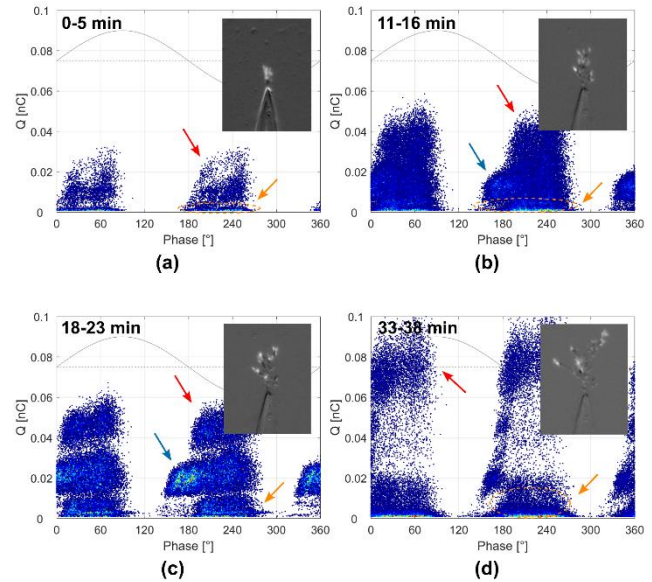 0-5 min
0.1
0.08
0.06
0.04
0.02
0
Q [nC]
0 60 120 180 240 300 360
Phase [°]
(a)
11-16 min
0.1
0.08
0.06
0.04
0.02
0
Q [nC]
0 60 120 180 240 300 360
Phase [°]
(b)
18-23 min
0.1
0.08
0.06
0.04
0.02
0
Q [nC]
0 60 120 180 240 300 360
Phase [°]
(c)
33-38 min
0.1
0.08
0.06
0.04
0.02
0
Q [nC]
0 60 120 180 240 300 360
Phase [°]
(d)